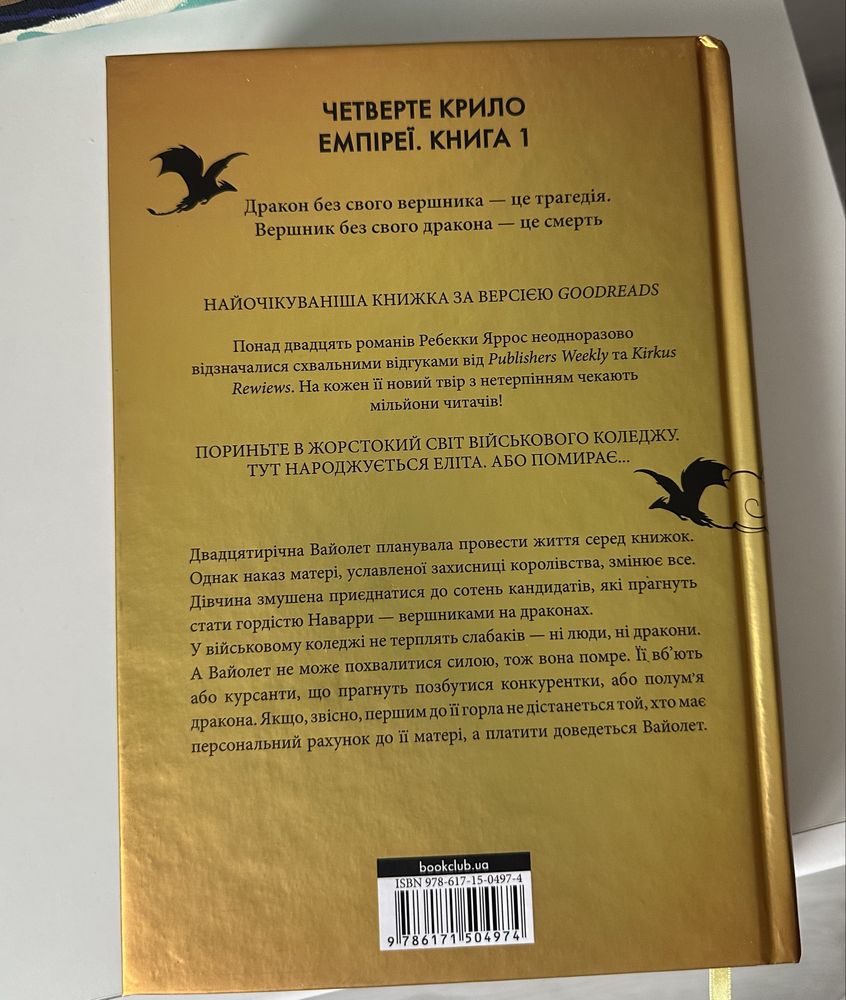 ЧЕТВЕРТЕ КРИЛО
ЕМПІРЕЇ. КНИГА 1
Дракон без свого вершника — це трагедія.
Вершник без свого дракона — це смерть
НАЙОЧІКУВАНІША КНИЖКА ЗА ВЕРСІЄЮ GOODREADS
Понад двадцять романів Ребекки Яррос неодноразово
відзначалися схвальними відгуками від Publishers Weekly та Kirkus
Rewiews. На кожен її новий твір з нетерпінням чекають
мільйони читачів!
ПОРИНЬТЕ В ЖОРСТОКИЙ СВІТ ВІЙСЬКОВОГО КОЛЕДЖУ.
ТУТ НАРОДЖУЄТЬСЯ ЕЛІТА. АБО ПОМИРАЄ...
Двадцятирічна Вайолет планувала провести життя серед книжок.
Однак наказ матері, уславленої захисниці королівства, змінює все.
Дівчина змушена приєднатися до сотень кандидатів, які прагнуть
стати гордістю Наварри — вершниками на драконах.
У військовому коледжі не терплять слабаків — ні люди, ні дракони.
А Вайолет не може похвалитися силою, тож вона помре. Її вб’ють
або курсанти, що прагнуть позбутися конкурентки, або полум’я
дракона. Якщо, звісно, першим до її горла не дістанеться той, хто має
персональний рахунок до її матері, а платити доведеться Вайолет.
bookclub.ua
ISBN 978-617-15-0497-4
9 786171 504974